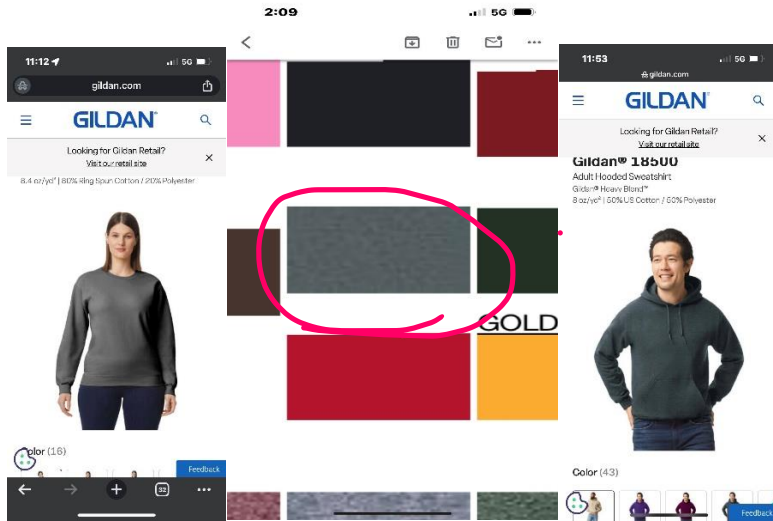 11:12
5G
gildan.com
GILDAN®
Looking for Gildan Retail?
Visit our retail site
8.4 oz/yd² | 80% Ring Spun Cotton / 20% Polyester
Color (16)
Feedback
32
2:09
5G
GOLD
11:53
5G
gildan.com
GILDAN®
Looking for Gildan Retail?
Visit our retail site
Gildan® 18500
Adult Hooded Sweatshirt
Gildan® Heavy Blend™
8 oz/yd² | 50% US Cotton / 50% Polyester
Color (43)
Feedback